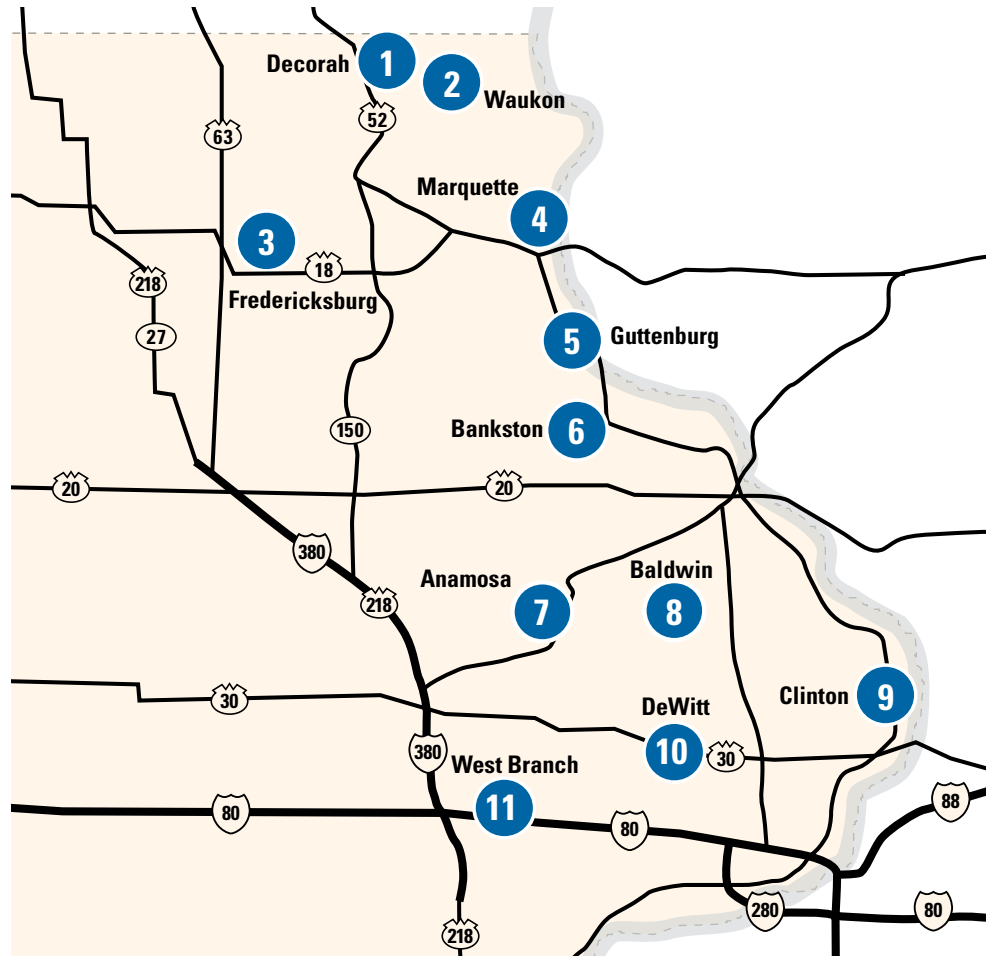 Decorah
1
2
Waukon
52
63
Marquette
4
3
18
218
Fredericksburg
27
5
Guttenburg
150
Bankston
6
20
20
380
Anamosa
7
Baldwin
8
218
30
DeWitt
10
Clinton
9
30
380
West Branch
11
80
80
88
280
80
218